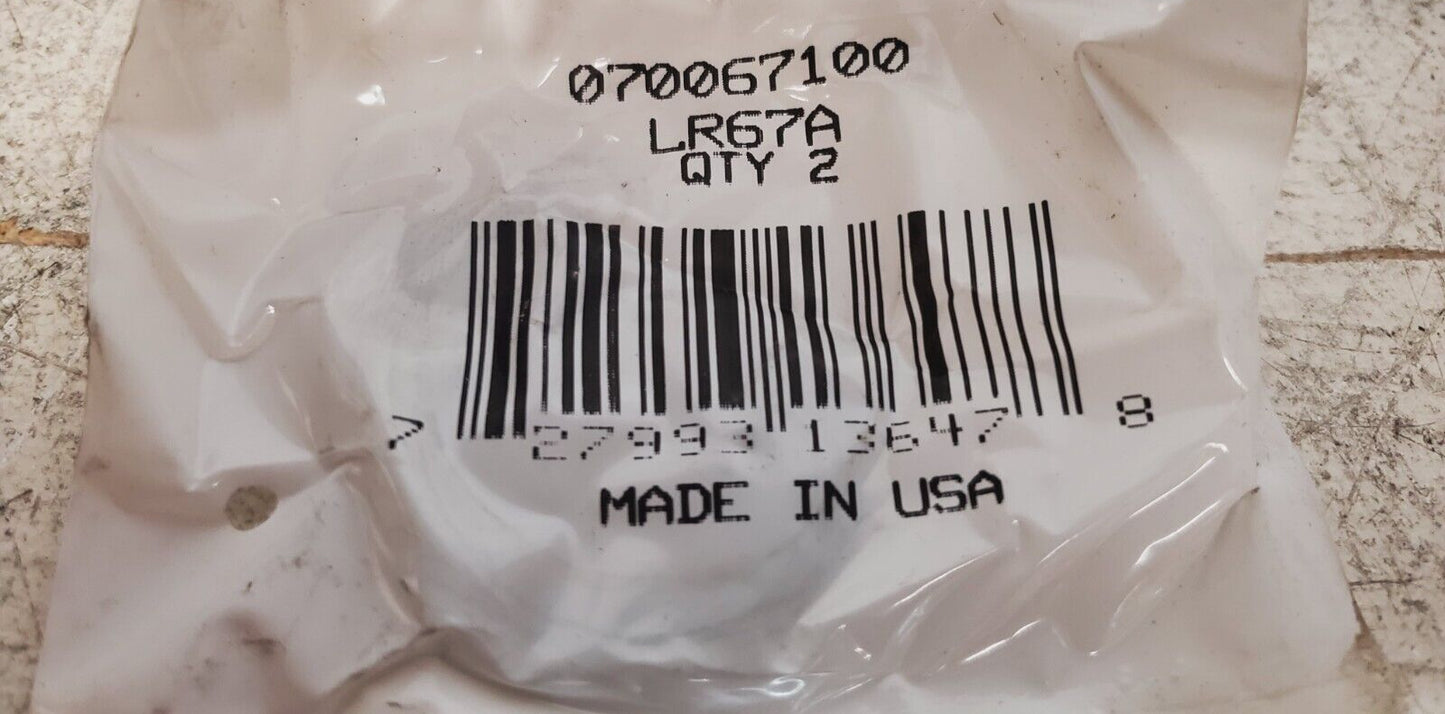 070067100
LR67A
QTY 2
7 27993 13647 8
MADE IN USA